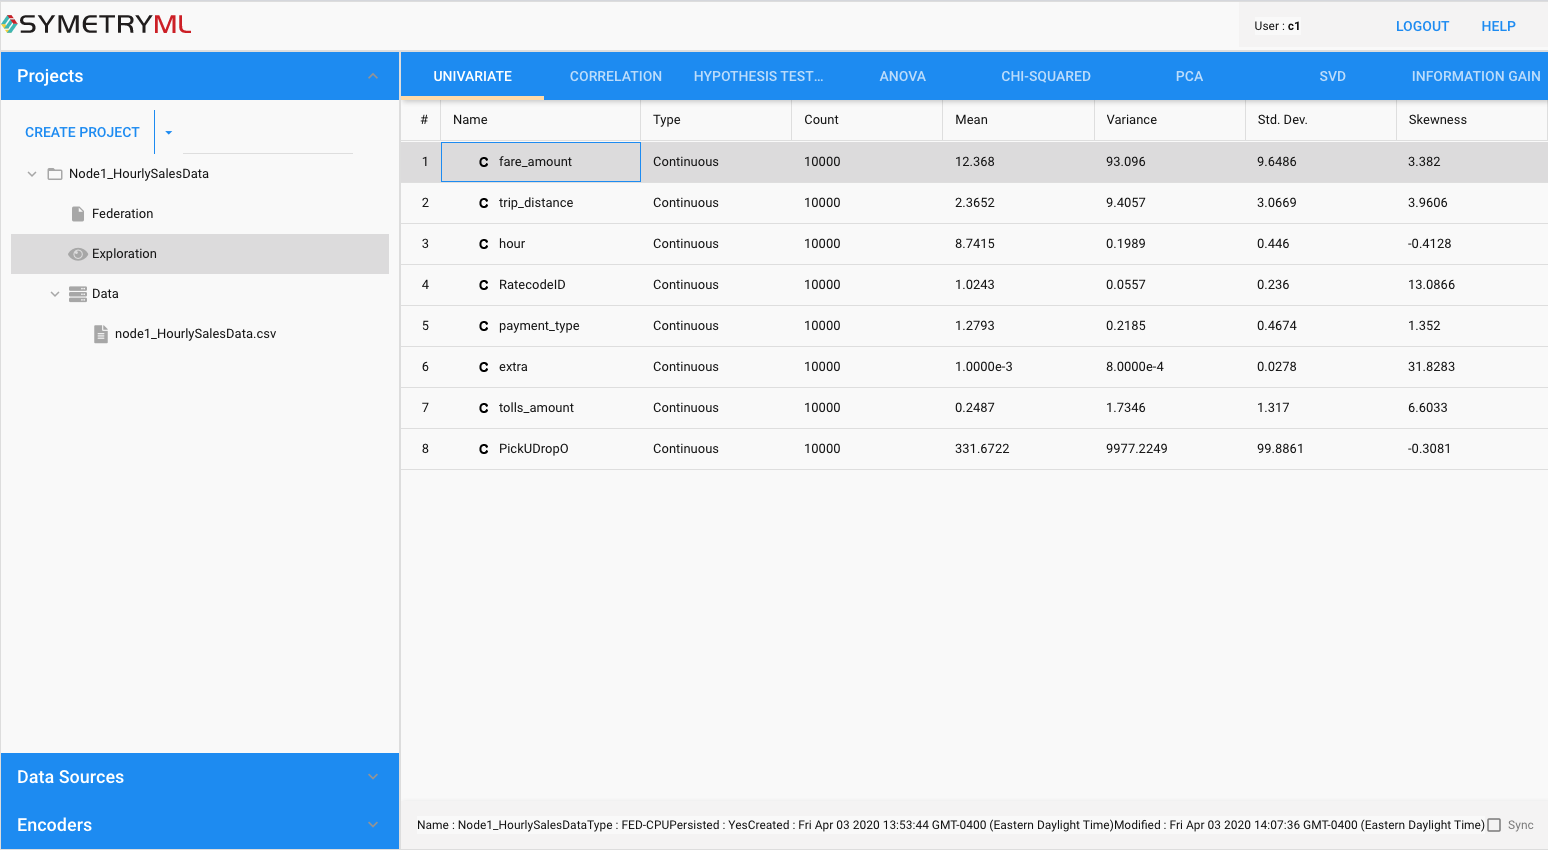 SYMETRYML
User : c1 LOGOUT HELP
Projects
UNIVARIATE CORRELATION HYPOTHESIS TEST... ANOVA CHI-SQUARED PCA SVD INFORMATION GAIN
CREATE PROJECT
Node1_HourlySalesData
Federation
Exploration
Data
node1_HourlySalesData.csv
# Name Type Count Mean Variance Std. Dev. Skewness
1 C fare_amount Continuous 10000 12.368 93.096 9.6486 3.382
2 C trip_distance Continuous 10000 2.3652 9.4057 3.0669 3.9606
3 C hour Continuous 10000 8.7415 0.1989 0.446 -0.4128
4 C RatecodeID Continuous 10000 1.0243 0.0557 0.236 13.0866
5 C payment_type Continuous 10000 1.2793 0.2185 0.4674 1.352
6 C extra Continuous 10000 1.0000e-3 8.0000e-4 0.0278 31.8283
7 C tolls_amount Continuous 10000 0.2487 1.7346 1.317 6.6033
8 C PickUDropO Continuous 10000 331.6722 9977.2249 99.8861 -0.3081
Data Sources
Encoders
Name : Node1_HourlySalesDataType : FED-CPUPersisted : YesCreated : Fri Apr 03 2020 13:53:44 GMT-0400 (Eastern Daylight Time)Modified : Fri Apr 03 2020 14:07:36 GMT-0400 (Eastern Daylight Time) Sync